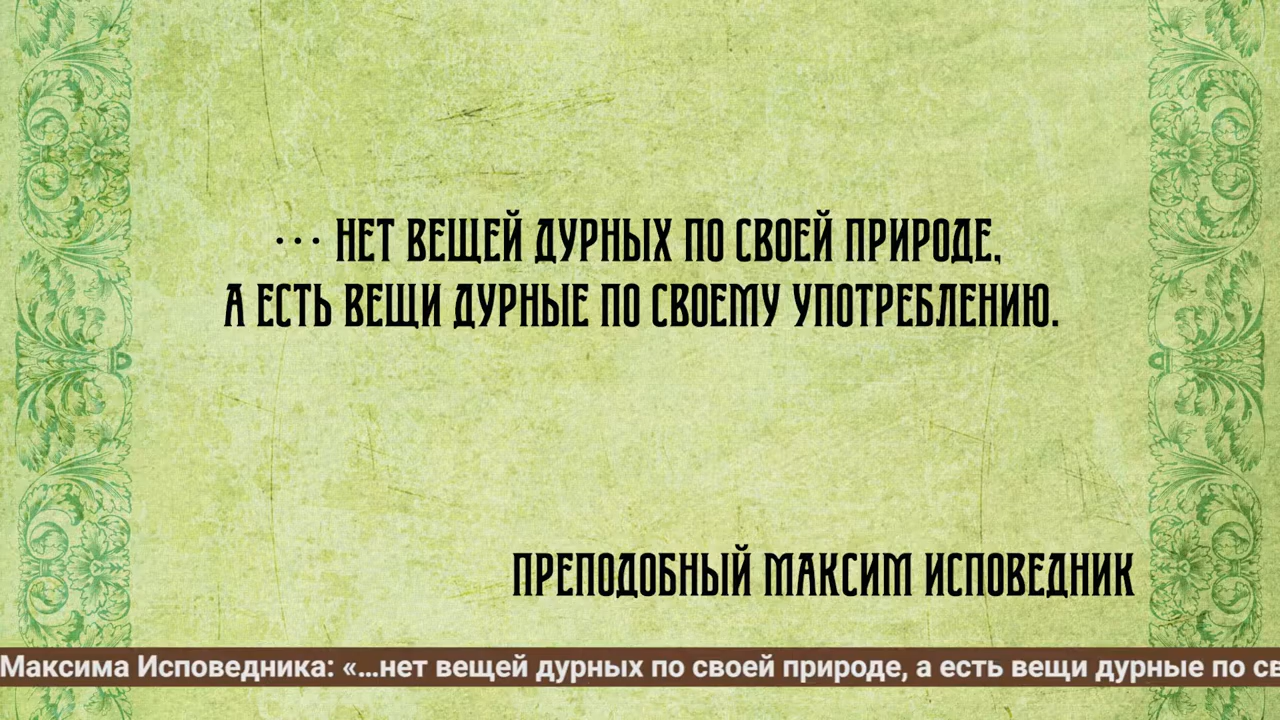 ... НЕТ ВЕЩЕЙ ДУРНЫХ ПО СВОЕЙ ПРИРОДЕ,
А ЕСТЬ ВЕЩИ ДУРНЫЕ ПО СВОЕМУ УПОТРЕБЛЕНИЮ.
ПРЕПОДОБНЫЙ МАКСИМ ИСПОВЕДНИК
Максима Исповедника: «...нет вещей дурных по своей природе, а есть вещи дурные по св